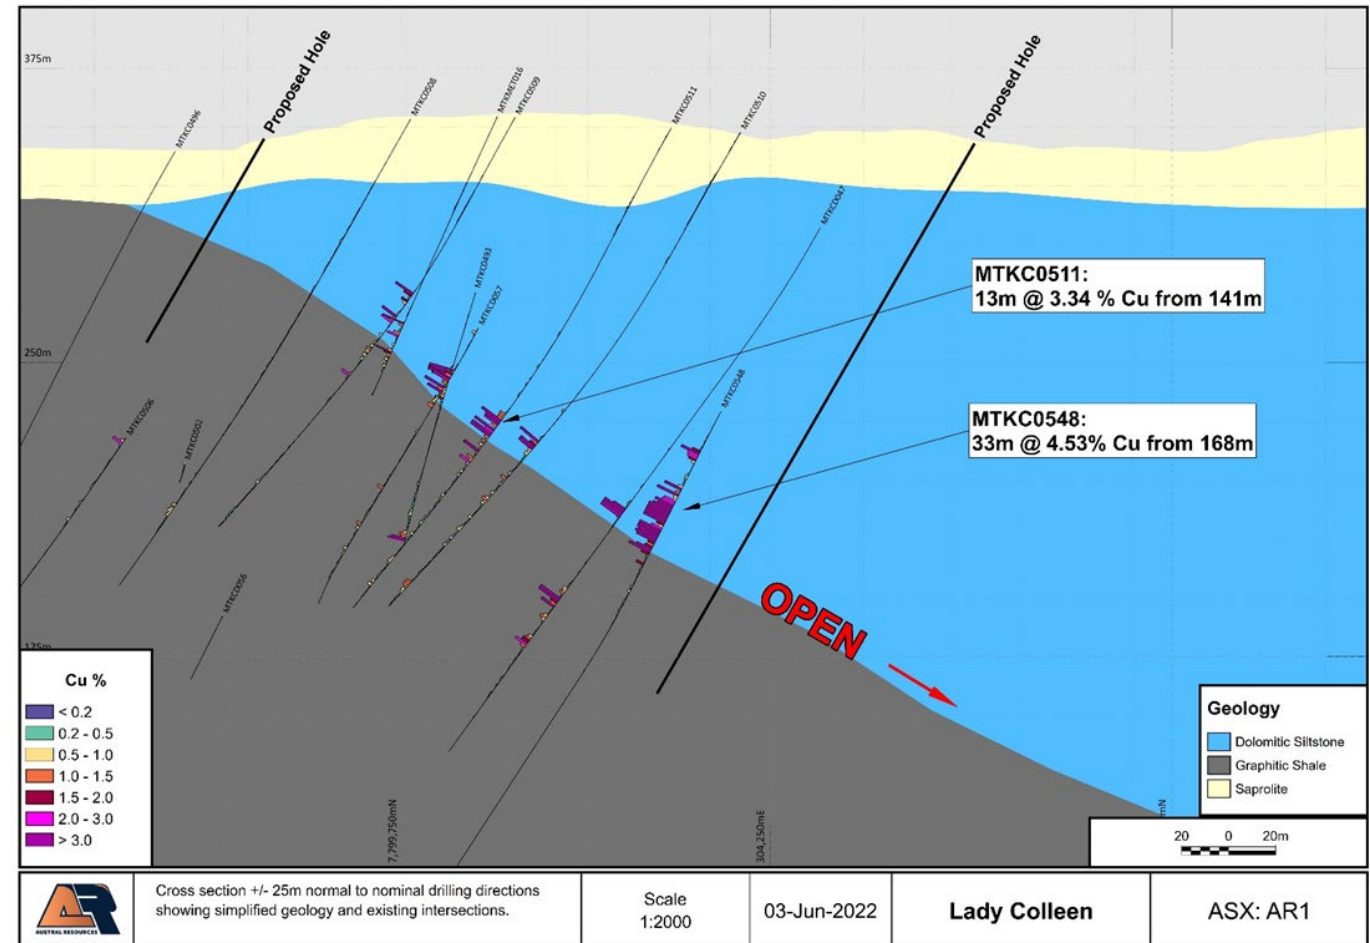 375m
Proposed Hole
MTKC0508
MTKMET016
MTKC0509
MTKC0511
MTKC0510
Proposed Hole
MTKC0496
MTKCD047
MTKC0493
MTKC0511:
13m @ 3.34 % Cu from 141m
MTKCD057
250m
MTKC0548
MTKC0548:
33m @ 4.53% Cu from 168m
MTKC0506
MTKC0502
MTKCD056
OPEN
Cu %
< 0.2
0.2 - 0.5
0.5 - 1.0
1.0 - 1.5
1.5 - 2.0
2.0 - 3.0
> 3.0
7,799,750mN
304,250mE
Geology
Dolomitic Siltstone
Graphitic Shale
Saprolite
20 0 20m
AR
AUSTRAL RESOURCES
Cross section +/- 25m normal to nominal drilling directions
showing simplified geology and existing intersections.
Scale
1:2000
03-Jun-2022
Lady Colleen
ASX: AR1